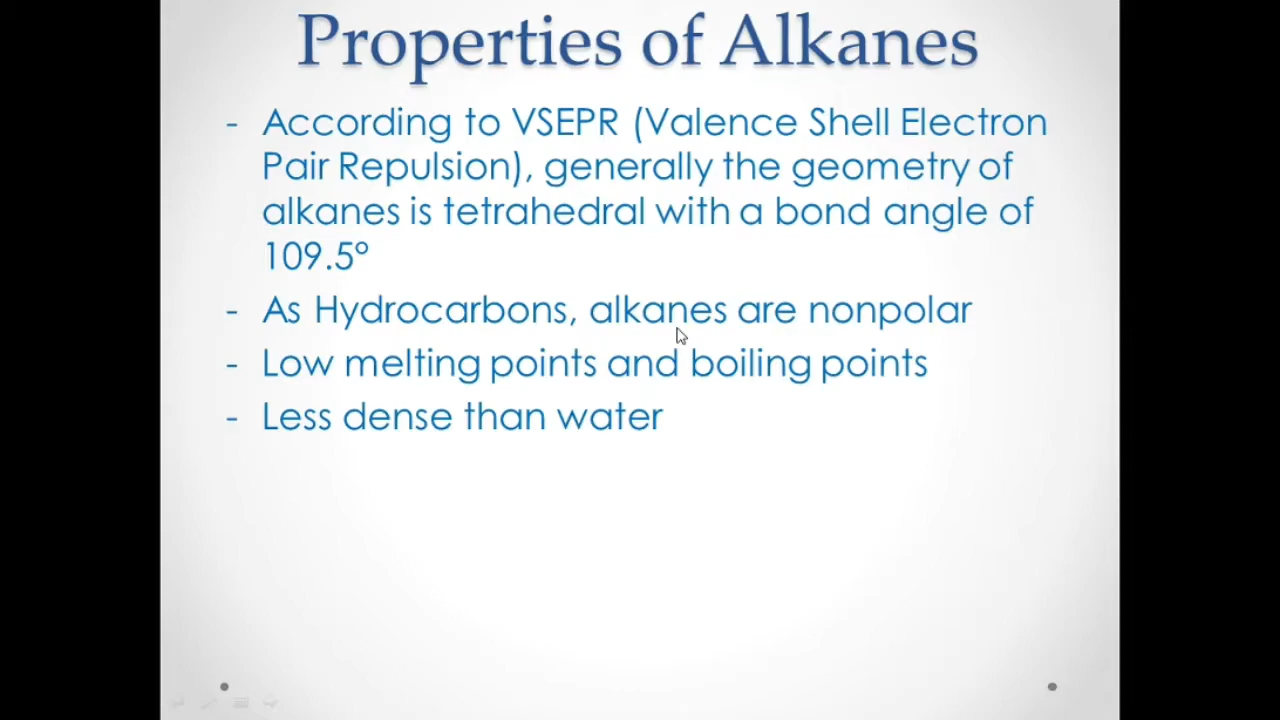 Properties of Alkanes
- According to VSEPR (Valence Shell Electron
Pair Repulsion), generally the geometry of
alkanes is tetrahedral with a bond angle of
109.5°
- As Hydrocarbons, alkanes are nonpolar
- Low melting points and boiling points
- Less dense than water